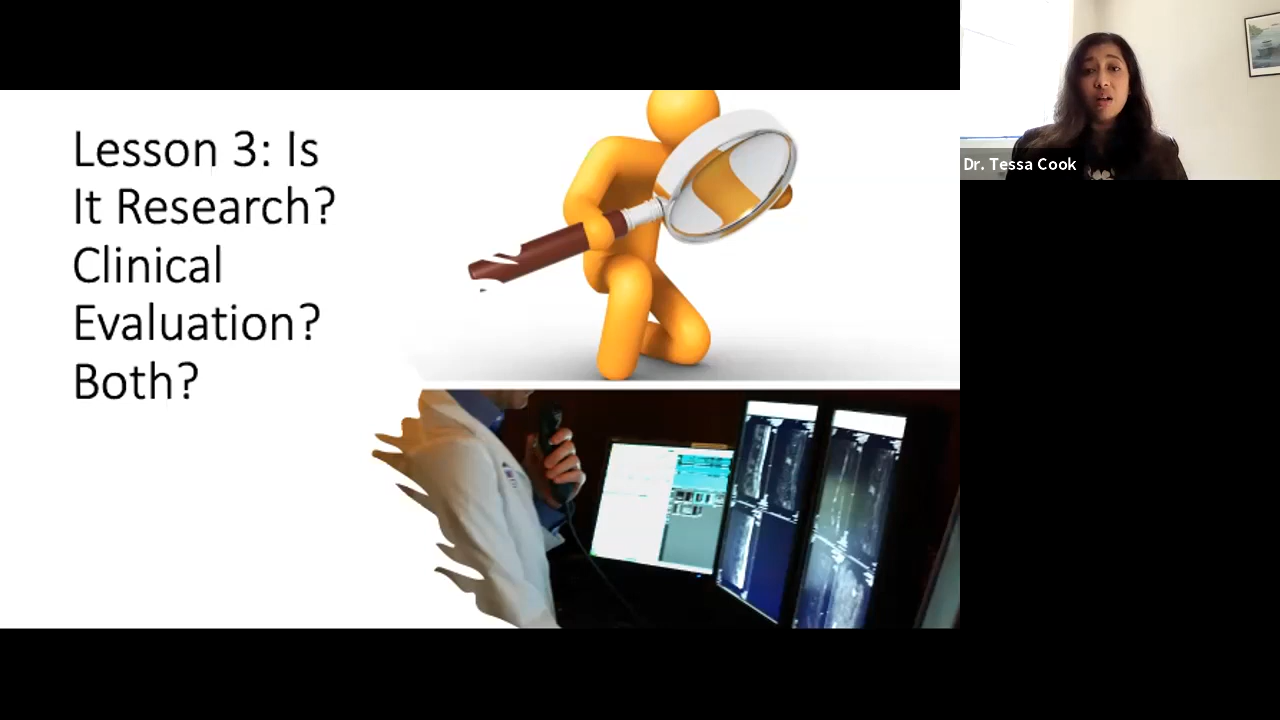 Lesson 3: Is
It Research?
Clinical
Evaluation?
Both?
Dr. Tessa Cook